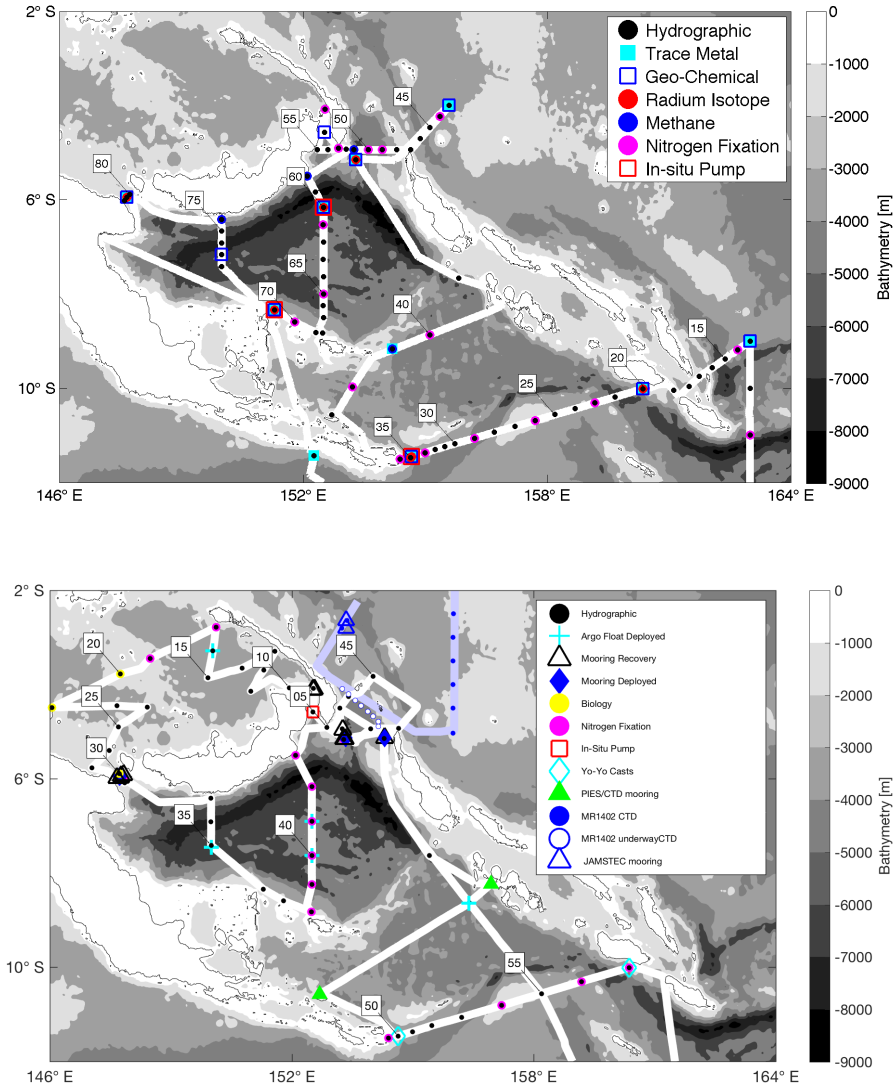 2° S
6° S
10° S
146° E
152° E
158° E
164° E
Hydrographic
Trace Metal
Geo-Chemical
Radium Isotope
Methane
Nitrogen Fixation
In-situ Pump
45
55
50
60
80
75
65
70
40
15
20
25
30
35
0
-1000
-2000
-3000
-4000
-5000
-6000
-7000
-8000
-9000
Bathymetry [m]
2° S
6° S
10° S
146° E
152° E
158° E
164° E
Hydrographic
Argo Float Deployed
Mooring Recovery
Mooring Deployed
Biology
Nitrogen Fixation
In-Situ Pump
Yo-Yo Casts
PIES/CTD mooring
MR1402 CTD
MR1402 underwayCTD
JAMSTEC mooring
20
15
10
45
05
25
30
35
40
55
50
0
-1000
-2000
-3000
-4000
-5000
-6000
-7000
-8000
-9000
Bathymetry [m]